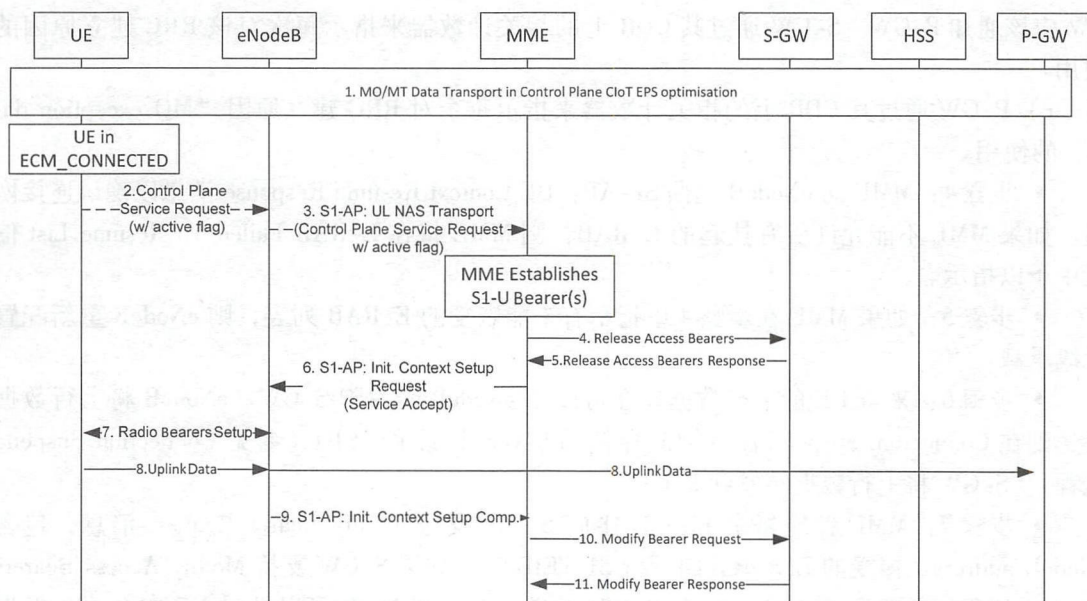 UE
eNodeB
MME
S-GW
HSS
P-GW
1. MO/MT Data Transport in Control Plane CIoT EPS optimisation
UE in
ECM_CONNECTED
2.Control Plane
Service Request
(w/ active flag)
3. S1-AP: UL NAS Transport
(Control Plane Service Request
w/ active flag)
MME Establishes
S1-U Bearer(s)
4. Release Access Bearers
5.Release Access Bearers Response
6. S1-AP: Init. Context Setup
Request
(Service Accept)
7. Radio Bearers Setup
8.Uplink Data
8.Uplink Data
9. S1-AP: Init. Context Setup Comp.
10. Modify Bearer Request
11. Modify Bearer Response